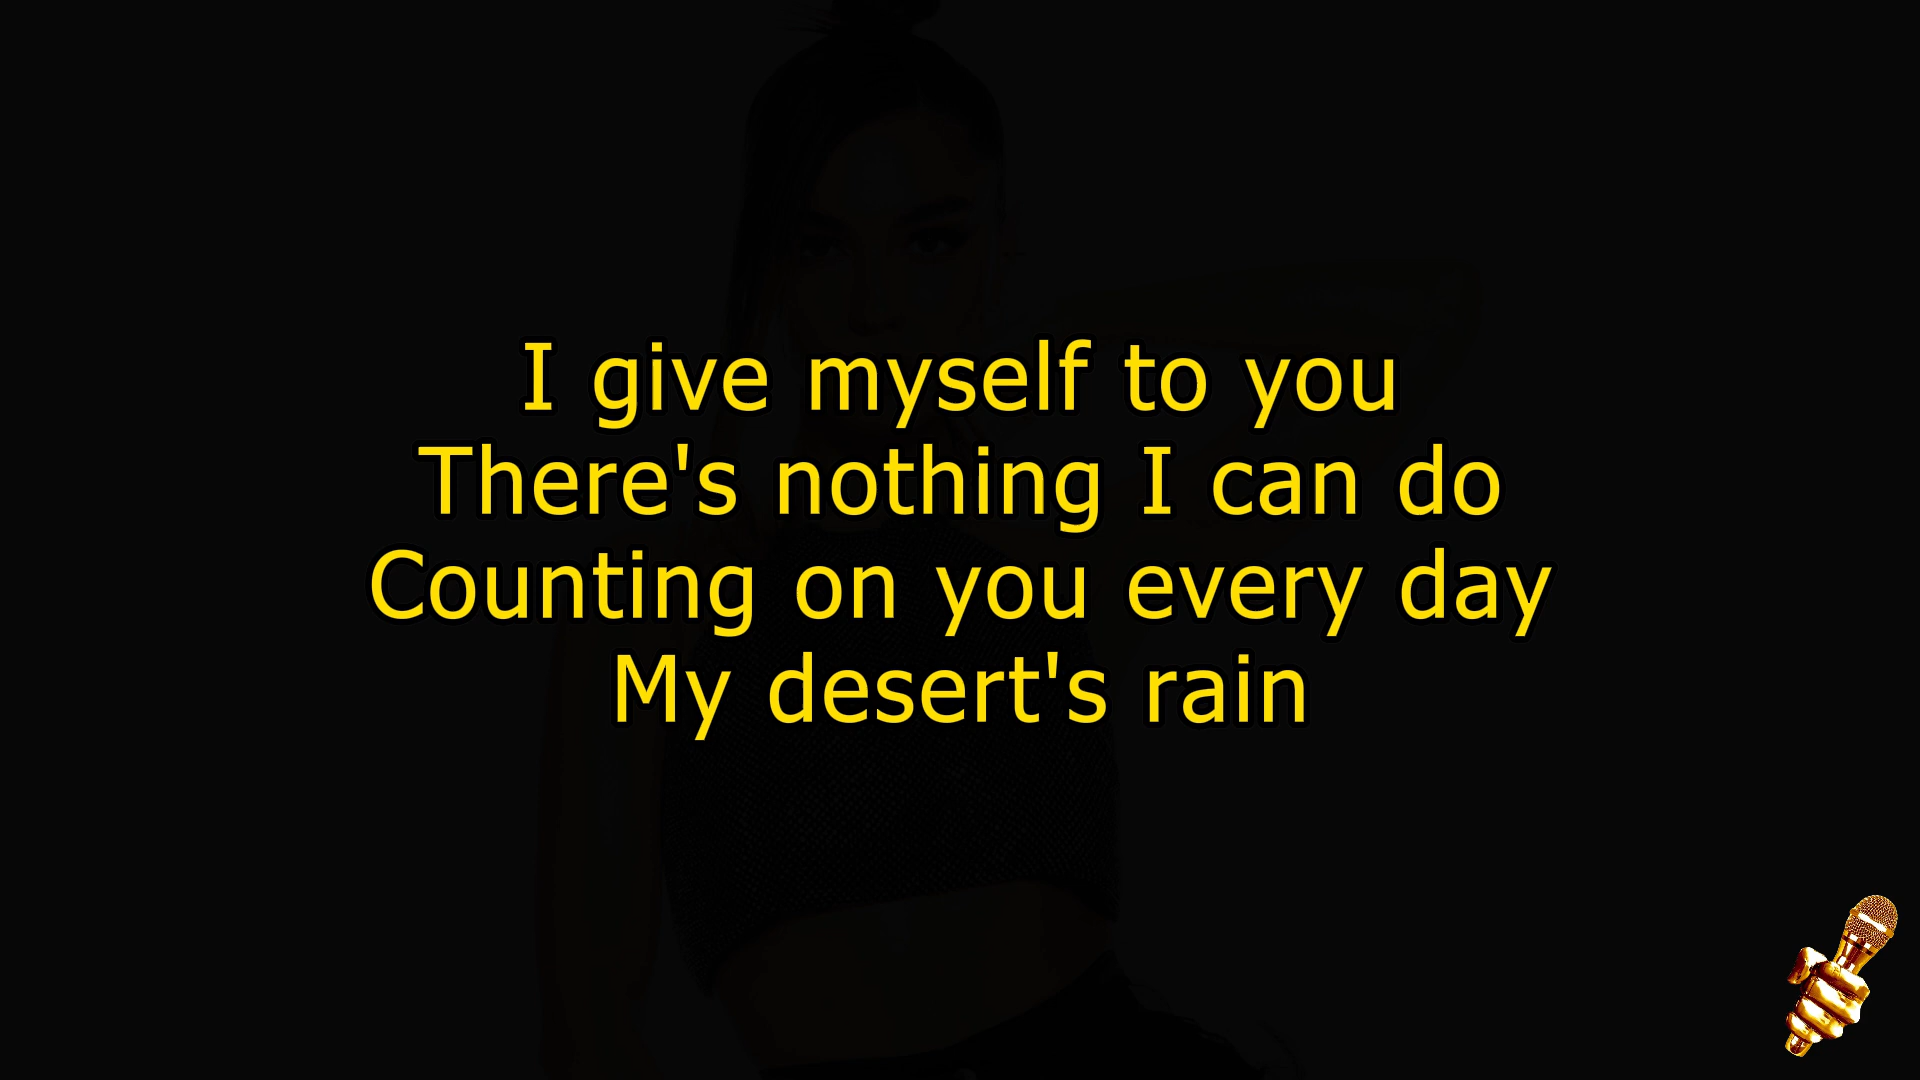 I give myself to you
There's nothing I can do
Counting on you every day
My desert's rain